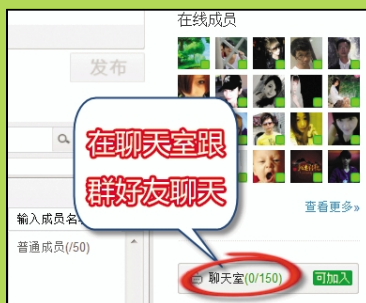 在线成员
发布
在聊天室跟
群好友聊天
查看更多»
输入成员名
普通成员(/50)
聊天室(0/150)
可加入